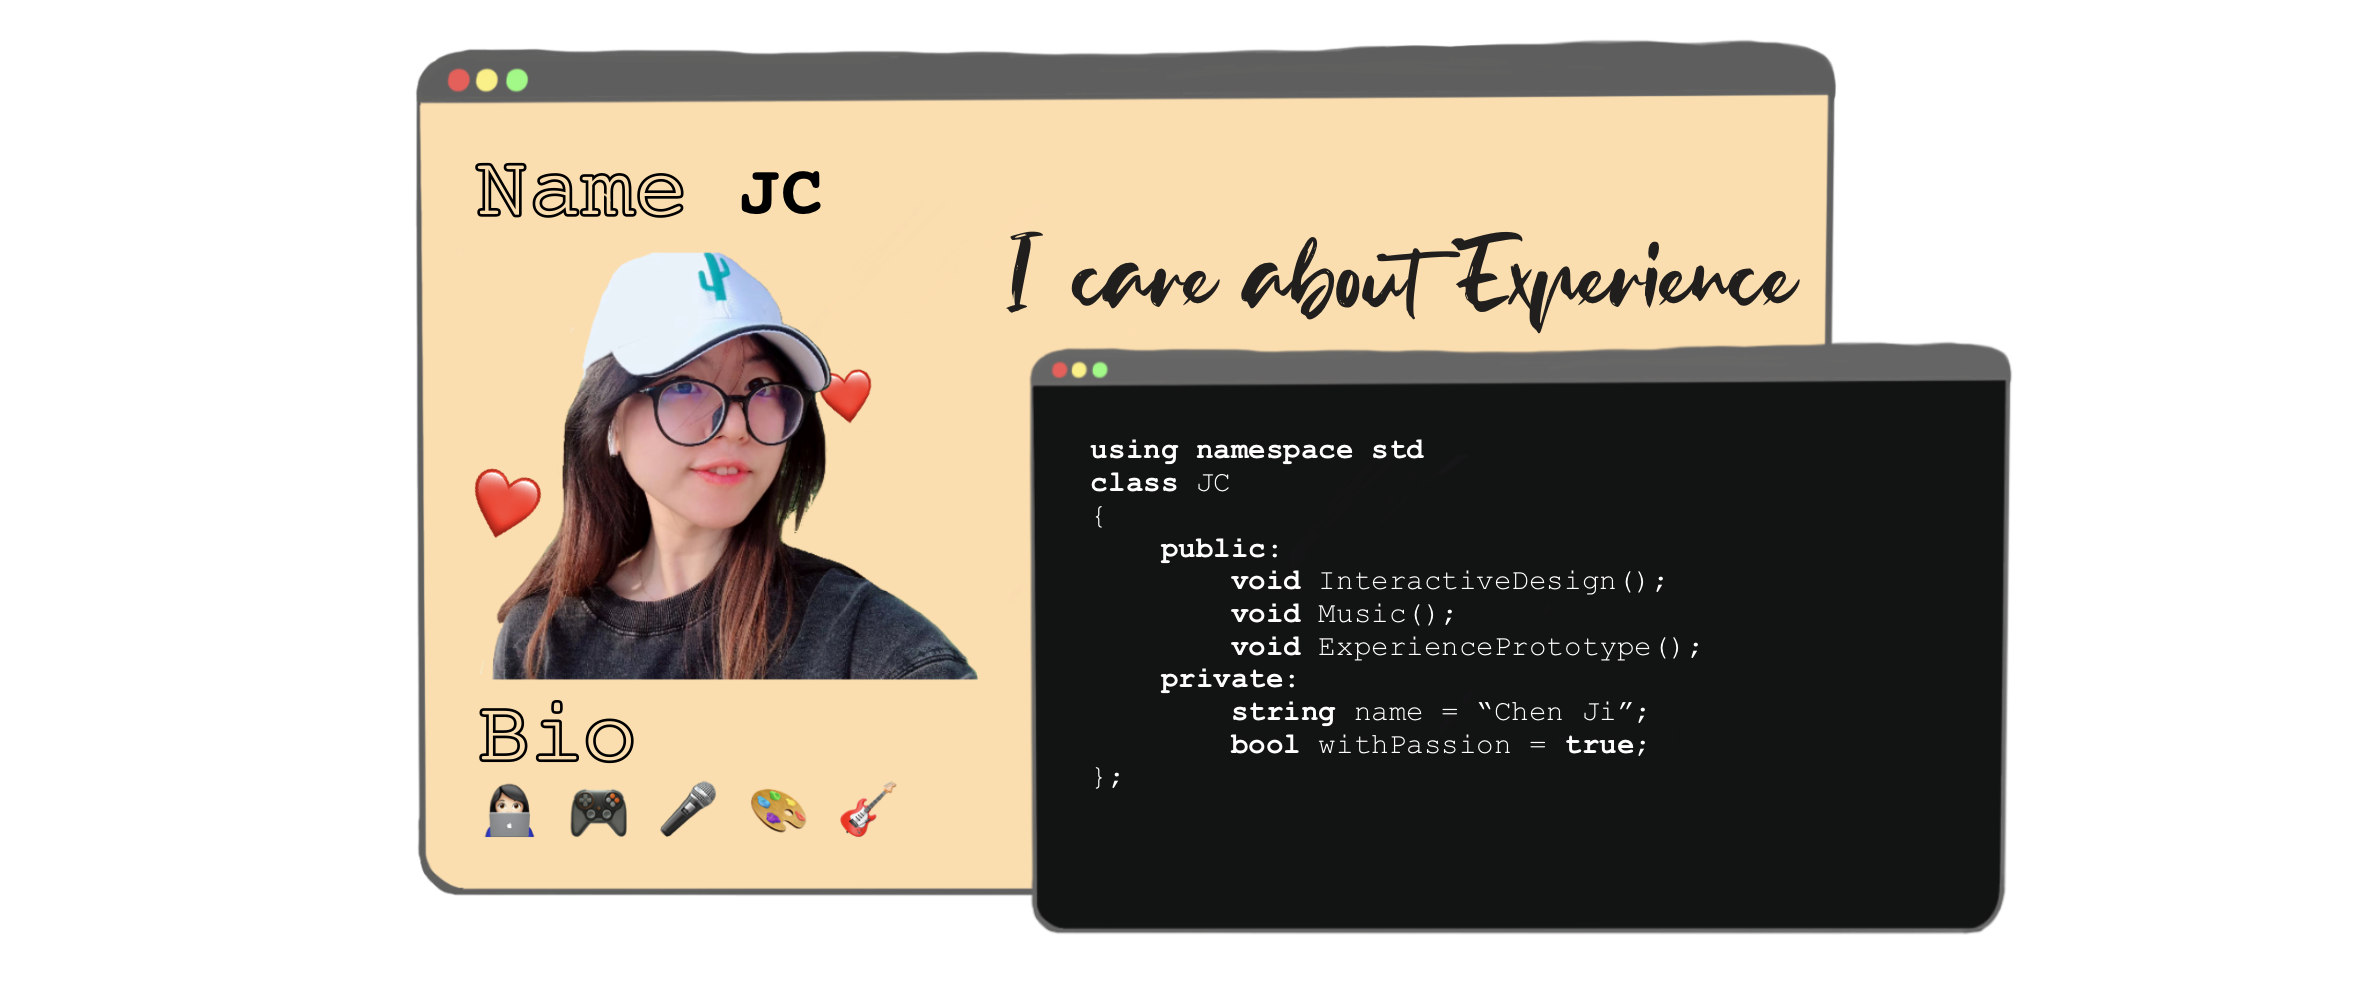 Name JC
I care about Experience
Bio
using namespace std
class JC
{
    public:
        void InteractiveDesign();
        void Music();
        void ExperiencePrototype();
    private:
        string name = “Chen Ji”;
        bool withPassion = true;
};